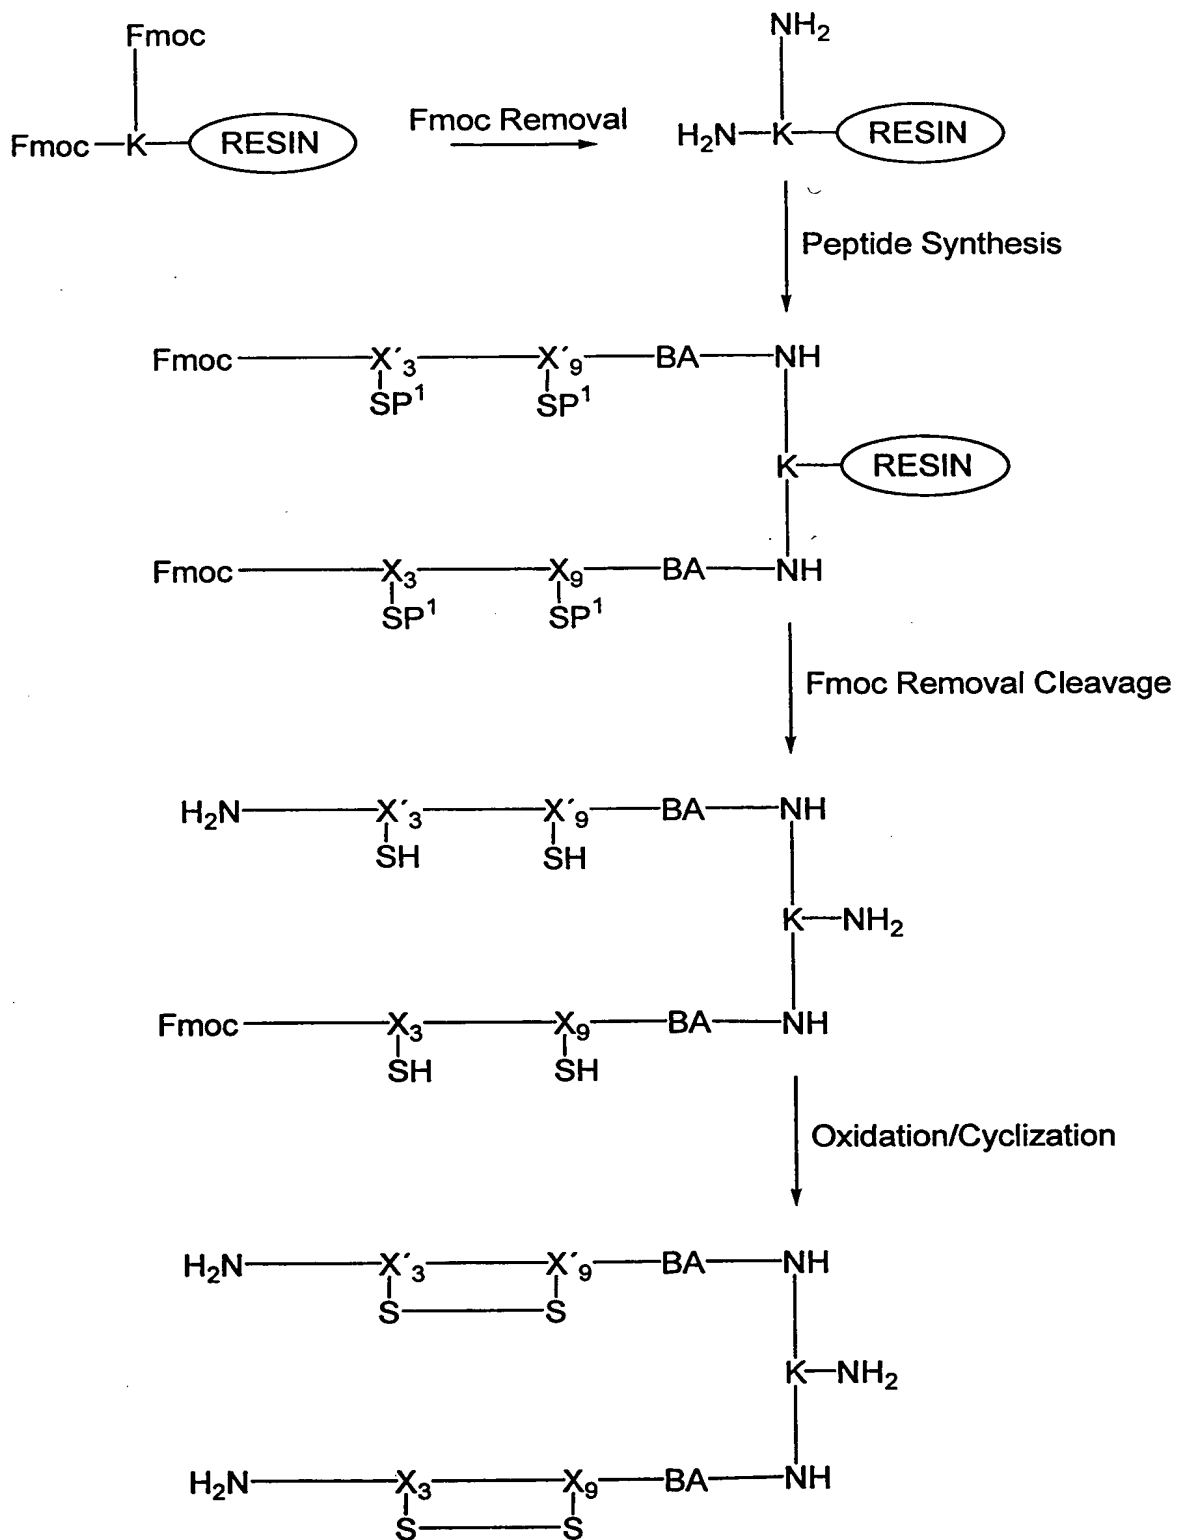 Fmoc
Fmoc—K—RESIN
Fmoc Removal
NH₂
H₂N—K—RESIN
Peptide Synthesis
Fmoc—X´₃—X´₉—BA—NH
SP¹ SP¹
K—RESIN
Fmoc—X₃—X₉—BA—NH
SP¹ SP¹
Fmoc Removal Cleavage
H₂N—X´₃—X´₉—BA—NH
SH SH
K—NH₂
Fmoc—X₃—X₉—BA—NH
SH SH
Oxidation/Cyclization
H₂N—X´₃—X´₉—BA—NH
S—S
K—NH₂
H₂N—X₃—X₉—BA—NH
S—S